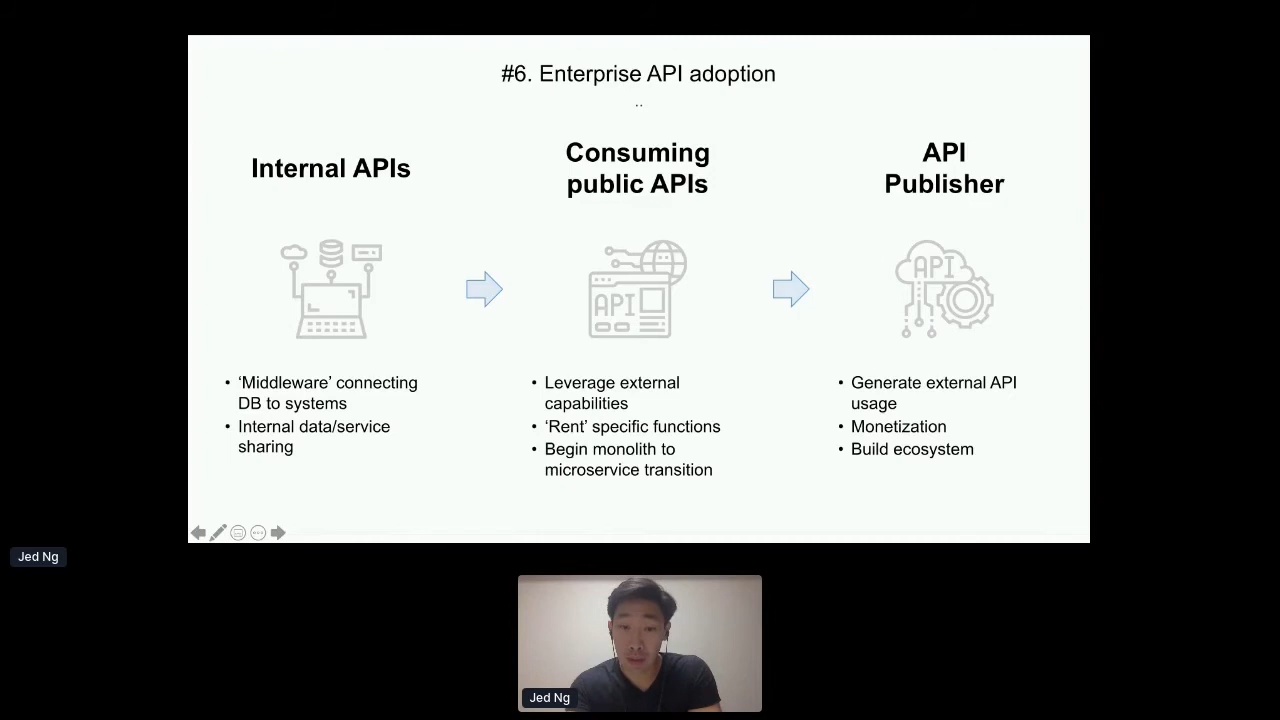 #6. Enterprise API adoption
..
Internal APIs
Consuming
public APIs
API
Publisher
API
API
• ‘Middleware’ connecting
DB to systems
• Internal data/service
sharing
• Leverage external
capabilities
• ‘Rent’ specific functions
• Begin monolith to
microservice transition
• Generate external API
usage
• Monetization
• Build ecosystem
Jed Ng
Jed Ng